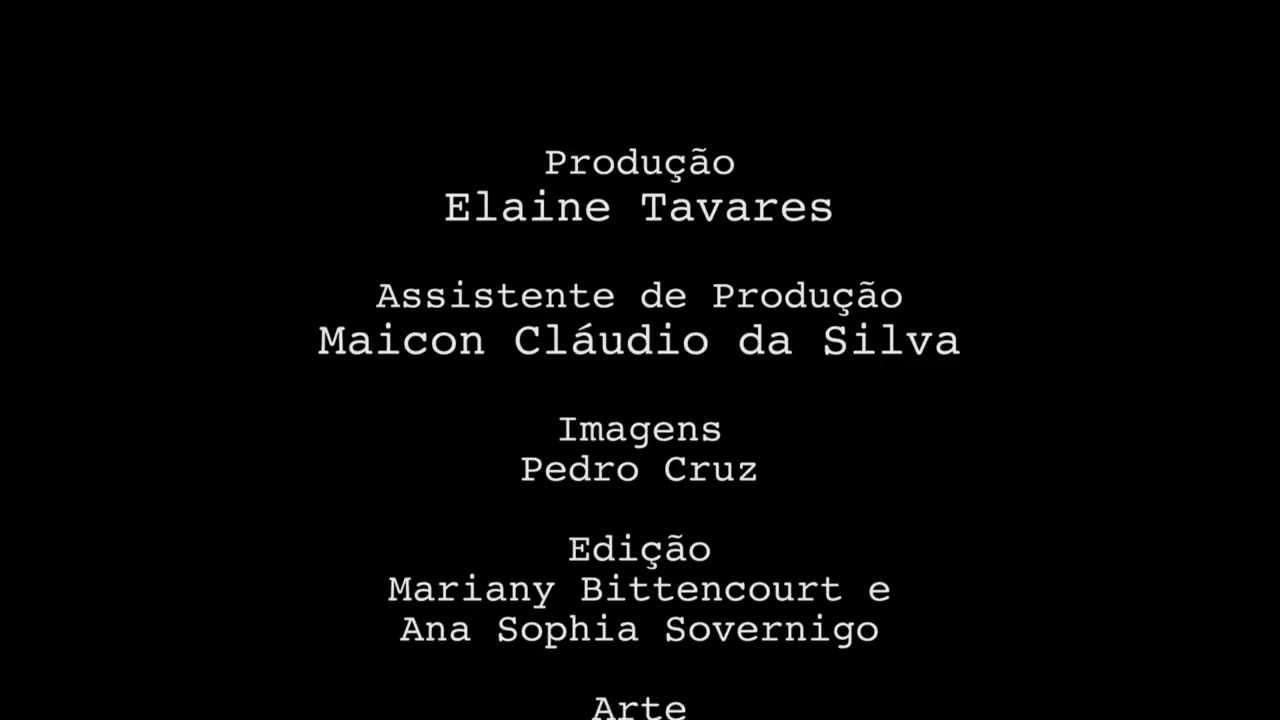 Produção
Elaine Tavares
Assistente de Produção
Maicon Cláudio da Silva
Imagens
Pedro Cruz
Edição
Mariany Bittencourt e
Ana Sophia Sovernigo
Arte